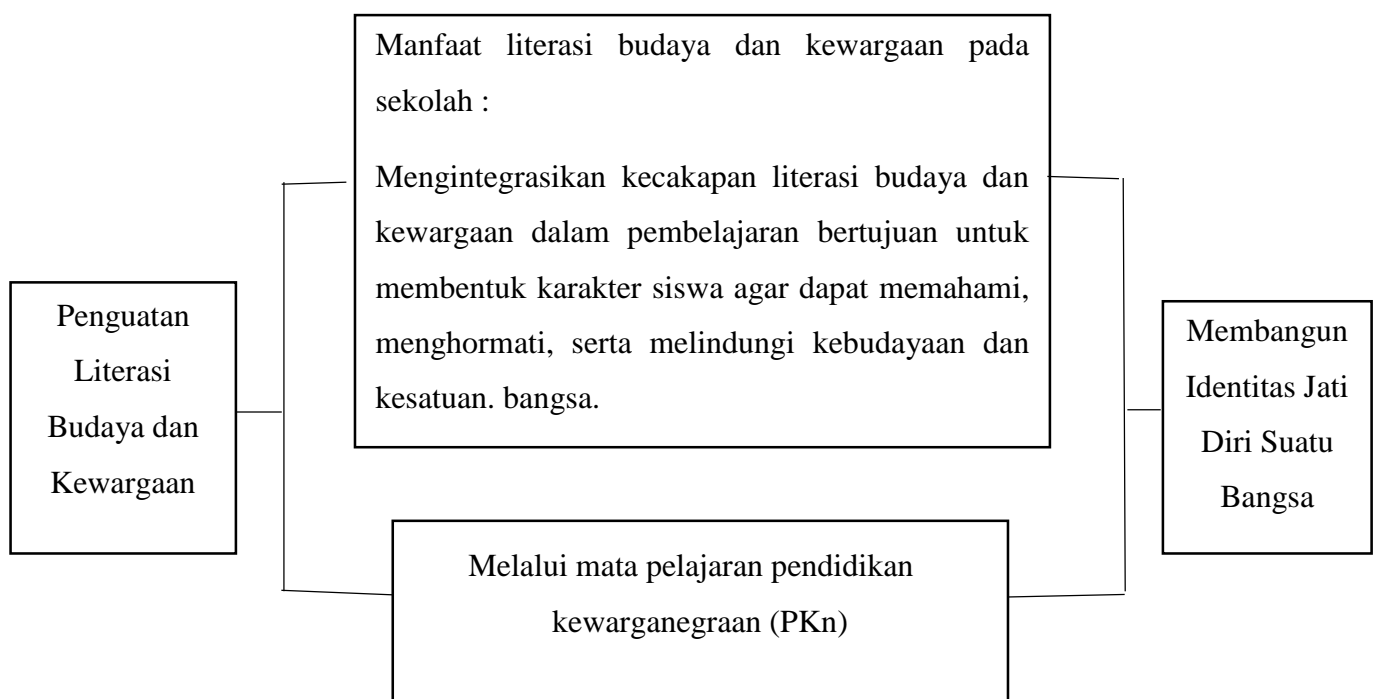 Manfaat literasi budaya dan kewargaan pada
sekolah :
Mengintegrasikan kecakapan literasi budaya dan
kewargaan dalam pembelajaran bertujuan untuk
membentuk karakter siswa agar dapat memahami,
menghormati, serta melindungi kebudayaan dan
kesatuan. bangsa.
Penguatan
Literasi
Budaya dan
Kewargaan
Membangun
Identitas Jati
Diri Suatu
Bangsa
Melalui mata pelajaran pendidikan
kewarganegraan (PKn)